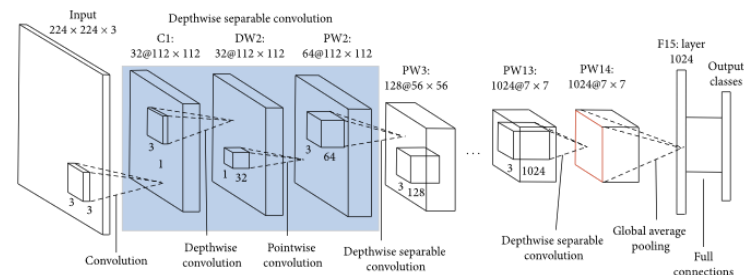 Input
224 × 224 × 3
Depthwise separable convolution
C1:
32@112 × 112
DW2:
32@112 × 112
PW2:
64@112 × 112
PW3:
128@56 × 56
PW13:
1024@7 × 7
PW14:
1024@7 × 7
F15: layer
1024
Output
classes
3
3
3
1
1
32
3
64
3
128
...
3
1024
Convolution
Depthwise
convolution
Pointwise
convolution
Depthwise separable
convolution
Depthwise separable
convolution
Global average
pooling
Full
connections